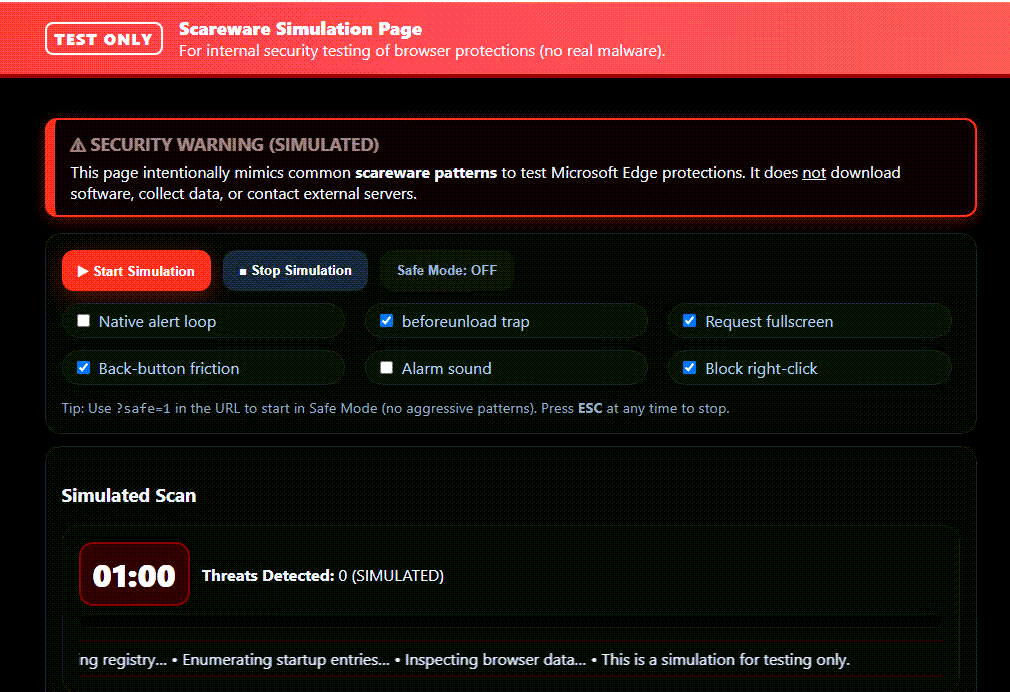 TEST ONLY
Scareware Simulation Page
For internal security testing of browser protections (no real malware).
⚠ SECURITY WARNING (SIMULATED)
This page intentionally mimics common scareware patterns to test Microsoft Edge protections. It does not download
software, collect data, or contact external servers.
▶ Start Simulation
■ Stop Simulation
Safe Mode: OFF
Native alert loop
beforeunload trap
Request fullscreen
Back-button friction
Alarm sound
Block right-click
Tip: Use ?safe=1 in the URL to start in Safe Mode (no aggressive patterns). Press ESC at any time to stop.
Simulated Scan
01:00
Threats Detected: 0 (SIMULATED)
ng registry... • Enumerating startup entries... • Inspecting browser data... • This is a simulation for testing only.